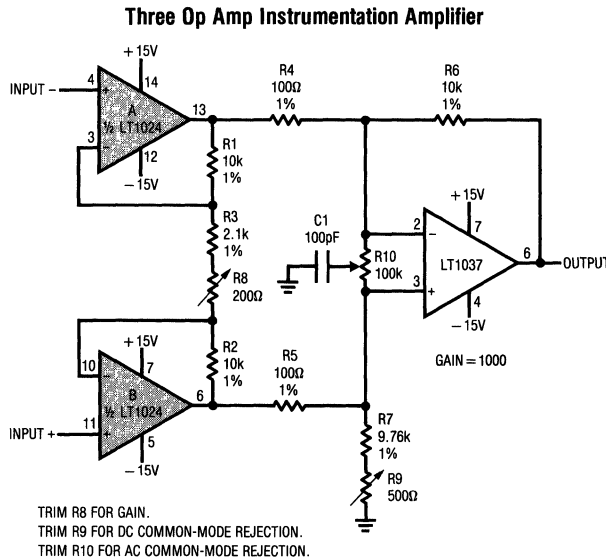 Three Op Amp Instrumentation Amplifier
+15V
INPUT −
4
+
14
A
½ LT1024
13
3
−
12
−15V
R4
100Ω
1%
R6
10k
1%
R1
10k
1%
R3
2.1k
1%
R8
200Ω
C1
100pF
R10
100k
+15V
2
−
7
LT1037
6
OUTPUT
3
+
4
−15V
GAIN = 1000
+15V
10
−
7
B
½ LT1024
6
INPUT +
11
+
5
−15V
R2
10k
1%
R5
100Ω
1%
R7
9.76k
1%
R9
500Ω
TRIM R8 FOR GAIN.
TRIM R9 FOR DC COMMON-MODE REJECTION.
TRIM R10 FOR AC COMMON-MODE REJECTION.